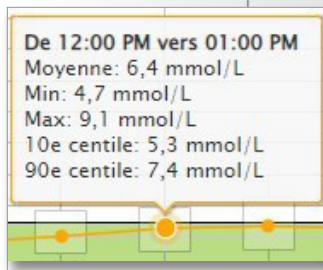 De 12:00 PM vers 01:00 PM
Moyenne: 6,4 mmol/L
Min: 4,7 mmol/L
Max: 9,1 mmol/L
10e centile: 5,3 mmol/L
90e centile: 7,4 mmol/L